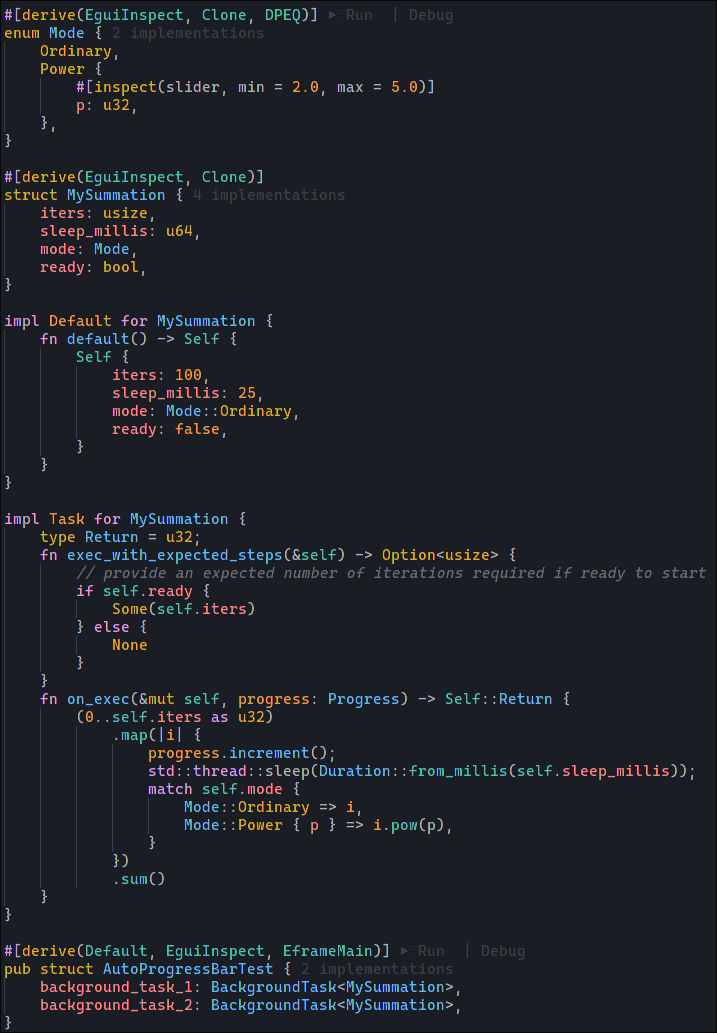 #[derive(EguiInspect, Clone, DPEQ)] ▶Run | Debug
enum Mode { 2 implementations
    Ordinary,
    Power {
        #[inspect(slider, min = 2.0, max = 5.0)]
        p: u32,
    },
}

#[derive(EguiInspect, Clone)]
struct MySummation { 4 implementations
    iters: usize,
    sleep_millis: u64,
    mode: Mode,
    ready: bool,
}

impl Default for MySummation {
    fn default() -> Self {
        Self {
            iters: 100,
            sleep_millis: 25,
            mode: Mode::Ordinary,
            ready: false,
        }
    }
}

impl Task for MySummation {
    type Return = u32;
    fn exec_with_expected_steps(&self) -> Option<usize> {
        // provide an expected number of iterations required if ready to start
        if self.ready {
            Some(self.iters)
        } else {
            None
        }
    }
    fn on_exec(&mut self, progress: Progress) -> Self::Return {
        (0..self.iters as u32)
            .map(|i| {
                progress.increment();
                std::thread::sleep(Duration::from_millis(self.sleep_millis));
                match self.mode {
                    Mode::Ordinary => i,
                    Mode::Power { p } => i.pow(p),
                }
            })
            .sum()
    }
}

#[derive(Default, EguiInspect, EframeMain)] ▶Run | Debug
pub struct AutoProgressBarTest { 2 implementations
    background_task_1: BackgroundTask<MySummation>,
    background_task_2: BackgroundTask<MySummation>,
}